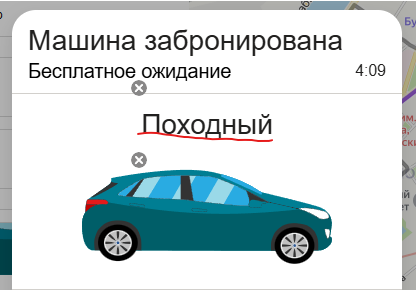 Машина забронирована
Бесплатное ожидание
4:09
Походный